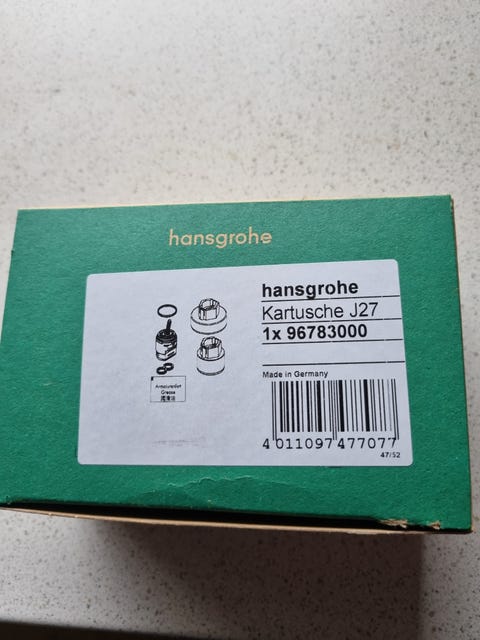 hansgrohe
hansgrohe
Kartusche J27
1x 96783000
Made in Germany
Armaturenfett
Grease
4 011097 477077
47/52